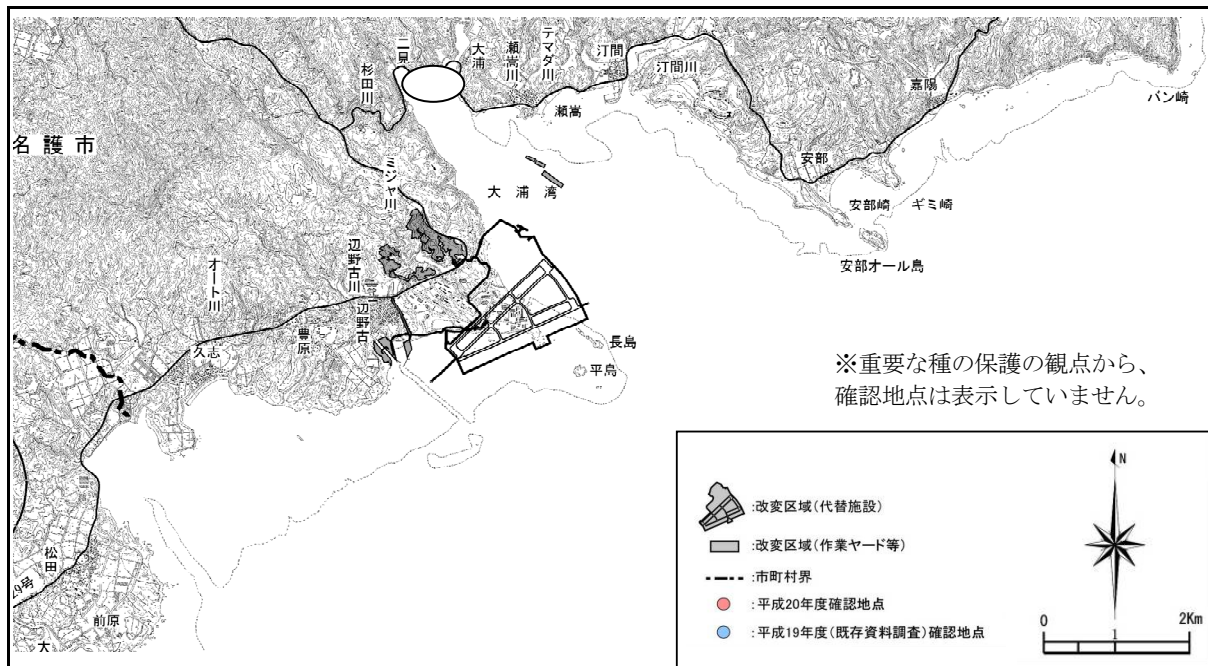 二見
大浦
瀬嵩川
テマダ川
汀間
汀間川
杉田川
瀬嵩
嘉陽
バン崎
名護市
安部
ミジャ川
大浦湾
安部崎
ギミ崎
安部オール島
辺野古川
オート川
辺野古
豊原
久志
長島
平島
※重要な種の保護の観点から、
確認地点は表示していません。
松田
29号
前原
大
:改変区域(代替施設)
:改変区域(作業ヤード等)
:市町村界
:平成20年度確認地点
:平成19年度(既存資料調査)確認地点
N
0 1 2Km